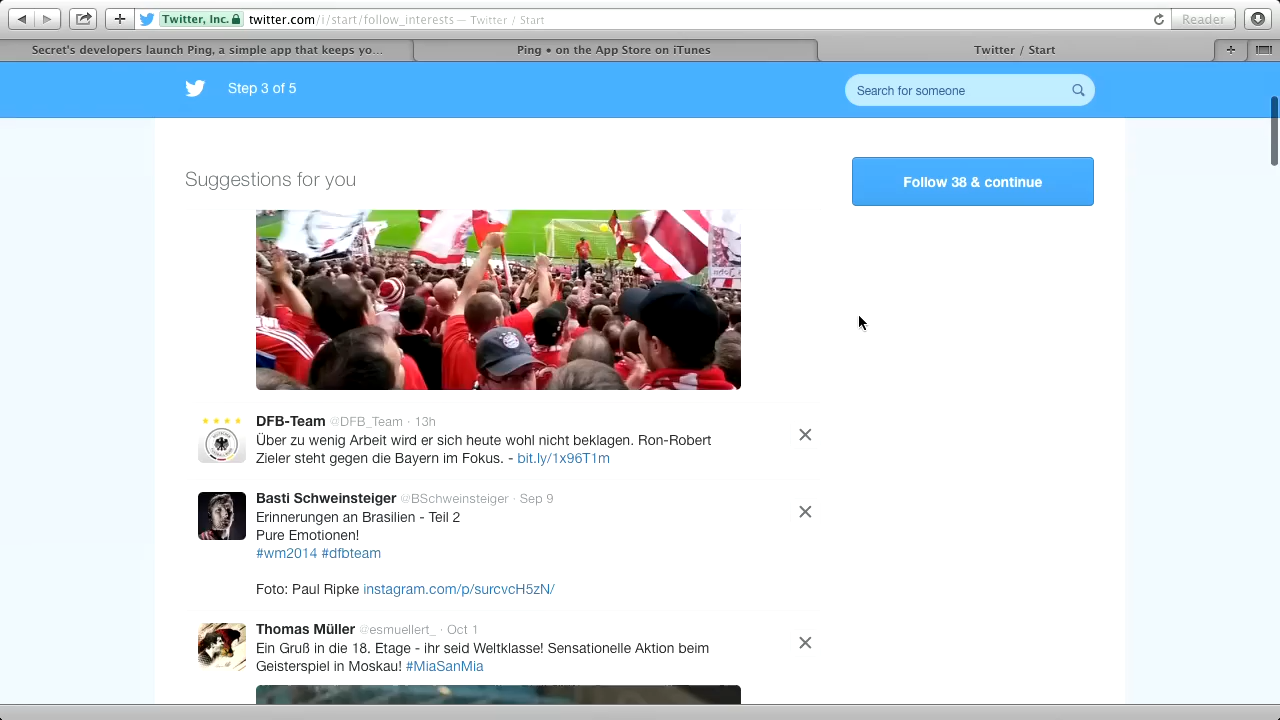 Twitter, Inc. twitter.com/i/start/follow_interests — Twitter / Start
Reader
Secret's developers launch Ping, a simple app that keeps yo...
Ping • on the App Store on iTunes
Twitter / Start
Step 3 of 5
Search for someone
Suggestions for you
Follow 38 & continue
DFB-Team @DFB_Team · 13h
Über zu wenig Arbeit wird er sich heute wohl nicht beklagen. Ron-Robert
Zieler steht gegen die Bayern im Fokus. - bit.ly/1x96T1m
Basti Schweinsteiger @BSchweinsteiger · Sep 9
Erinnerungen an Brasilien - Teil 2
Pure Emotionen!
#wm2014 #dfbteam
Foto: Paul Ripke instagram.com/p/surcvcH5zN/
Thomas Müller @esmuellert_ · Oct 1
Ein Gruß in die 18. Etage - ihr seid Weltklasse! Sensationelle Aktion beim
Geisterspiel in Moskau! #MiaSanMia